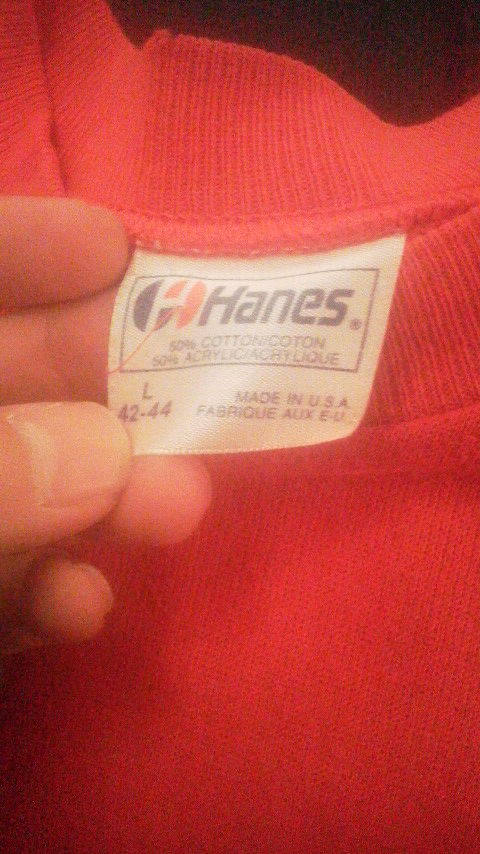 Hanes®
50% COTTON/COTON
50% ACRYLIC/ACRYLIQUE
L
42-44
MADE IN U.S.A.
FABRIQUE AUX E-U